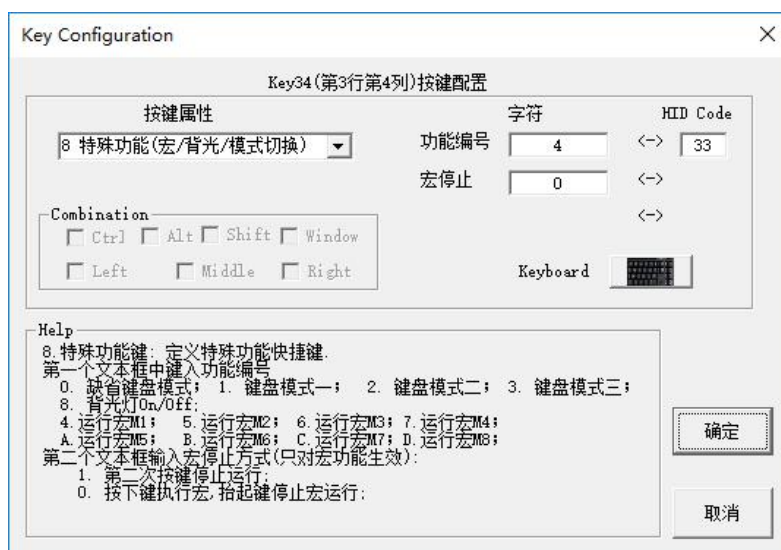 Key Configuration
Key34(第3行第4列)按键配置
按键属性
字符
HID Code
8 特殊功能(宏/背光/模式切换)
功能编号
4
<->
33
宏停止
0
<->
<->
Combination
Ctrl Alt Shift Window
Left Middle Right
Keyboard
Help
8.特殊功能键: 定义特殊功能快捷键.
第一个文本框中键入功能编号
0. 缺省键盘模式; 1. 键盘模式一; 2. 键盘模式二; 3. 键盘模式三;
8. 背光灯On/Off;
4.运行宏M1; 5.运行宏M2; 6.运行宏M3; 7.运行宏M4;
A.运行宏M5; B.运行宏M6; C.运行宏M7; D.运行宏M8;
第二个文本框输入宏停止方式(只对宏功能生效):
1. 第二次按键停止运行;
0. 按下键执行宏,抬起键停止宏运行;
确定
取消